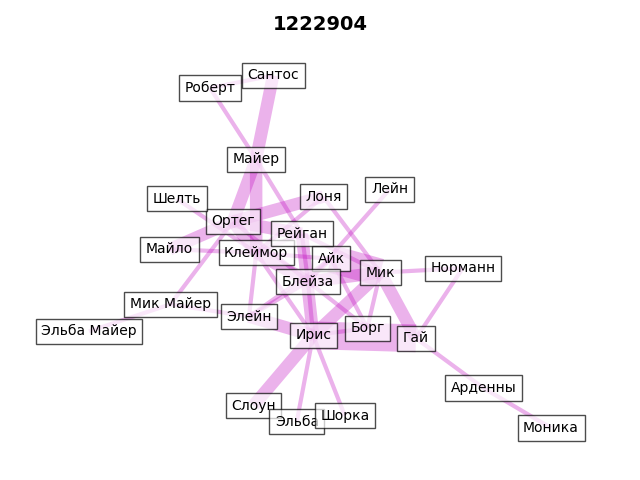 1222904
Сантос
Роберт
Майер
Лейн
Лоня
Шелть
Ортег
Рейган
Майло
Клеймор
Айк
Мик
Норманн
Блейза
Мик Майер
Элейн
Эльба Майер
Борг
Ирис
Гай
Арденны
Слоун
Шорка
Эльба
Моника